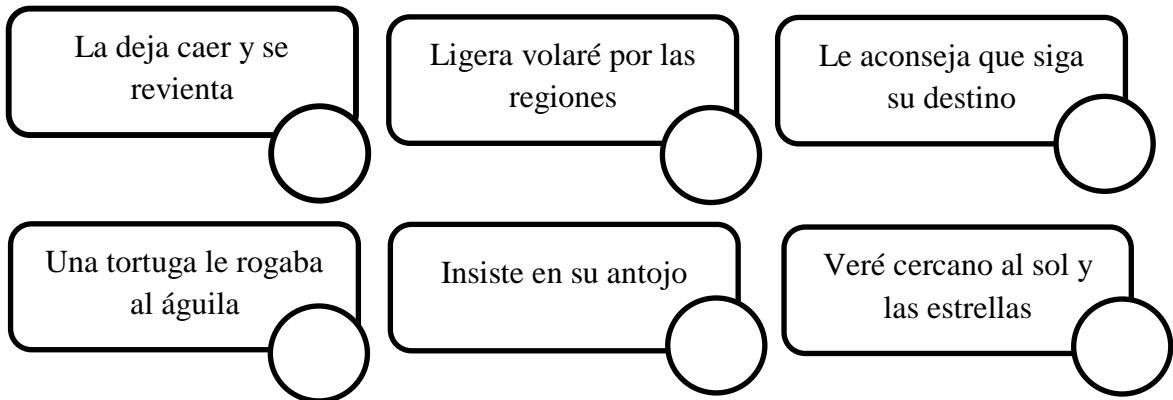 La deja caer y se
revienta
Ligera volaré por las
regiones
Le aconseja que siga
su destino
Una tortuga le rogaba
al águila
Insiste en su antojo
Veré cercano al sol y
las estrellas